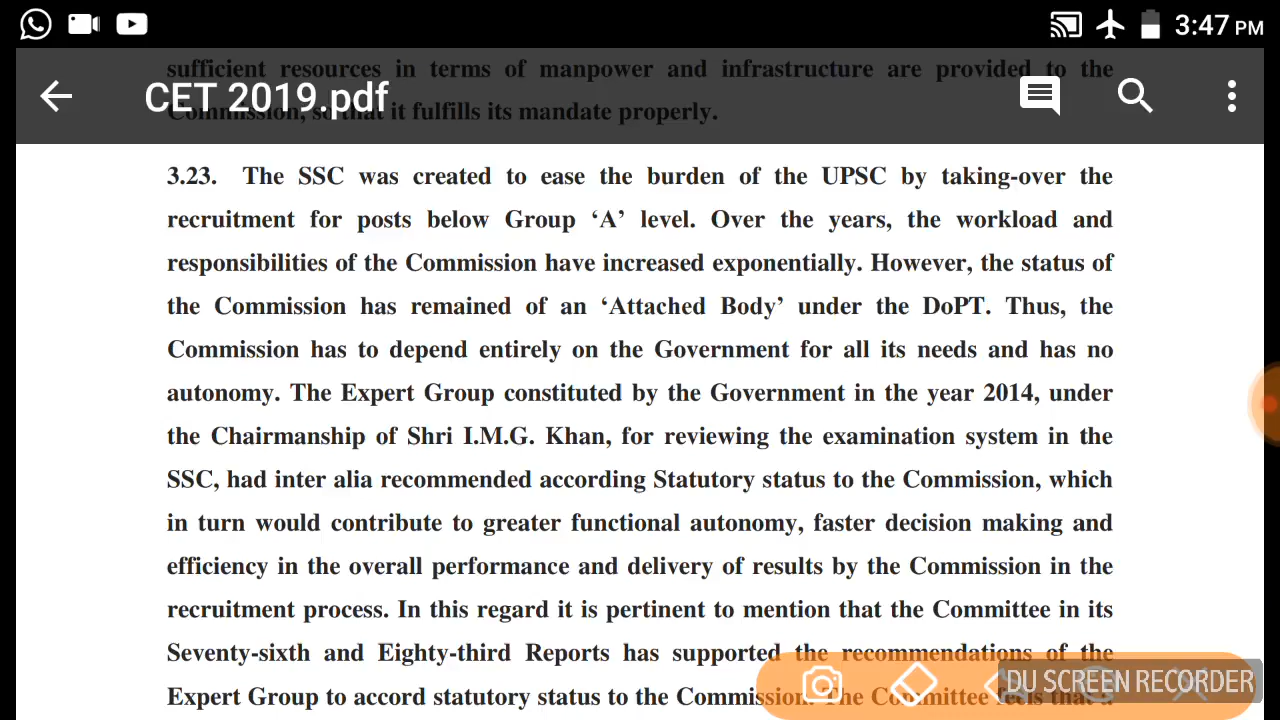 3:47 PM
sufficient resources in terms of manpower and infrastructure are provided to the
CET 2019.pdf
Commission, so that it fulfills its mandate properly.
3.23. The SSC was created to ease the burden of the UPSC by taking-over the
recruitment for posts below Group ‘A’ level. Over the years, the workload and
responsibilities of the Commission have increased exponentially. However, the status of
the Commission has remained of an ‘Attached Body’ under the DoPT. Thus, the
Commission has to depend entirely on the Government for all its needs and has no
autonomy. The Expert Group constituted by the Government in the year 2014, under
the Chairmanship of Shri I.M.G. Khan, for reviewing the examination system in the
SSC, had inter alia recommended according Statutory status to the Commission, which
in turn would contribute to greater functional autonomy, faster decision making and
efficiency in the overall performance and delivery of results by the Commission in the
recruitment process. In this regard it is pertinent to mention that the Committee in its
Seventy-sixth and Eighty-third Reports has supported the recommendations of the
Expert Group to accord statutory status to the Commission. The Committee feels that a
DU SCREEN RECORDER